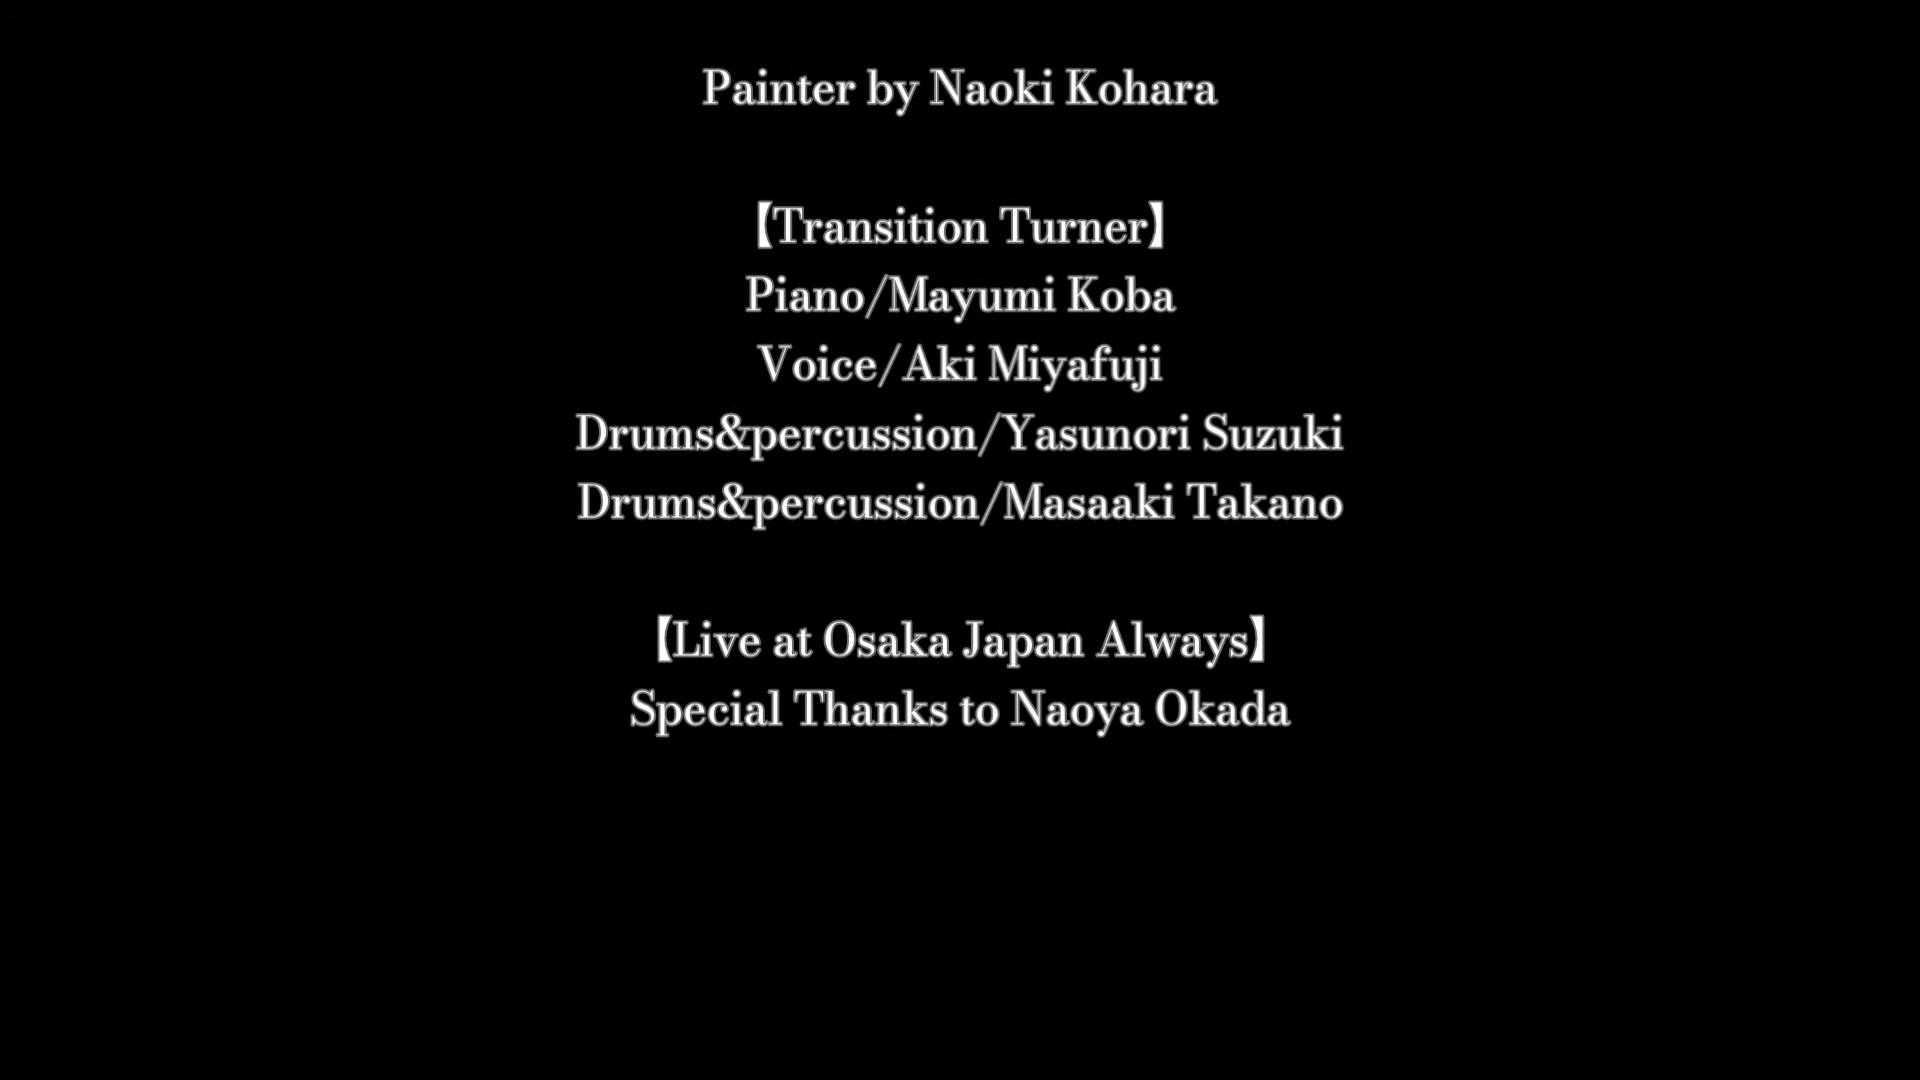 Painter by Naoki Kohara
【Transition Turner】
Piano/Mayumi Koba
Voice/Aki Miyafuji
Drums&percussion/Yasunori Suzuki
Drums&percussion/Masaaki Takano
【Live at Osaka Japan Always】
Special Thanks to Naoya Okada